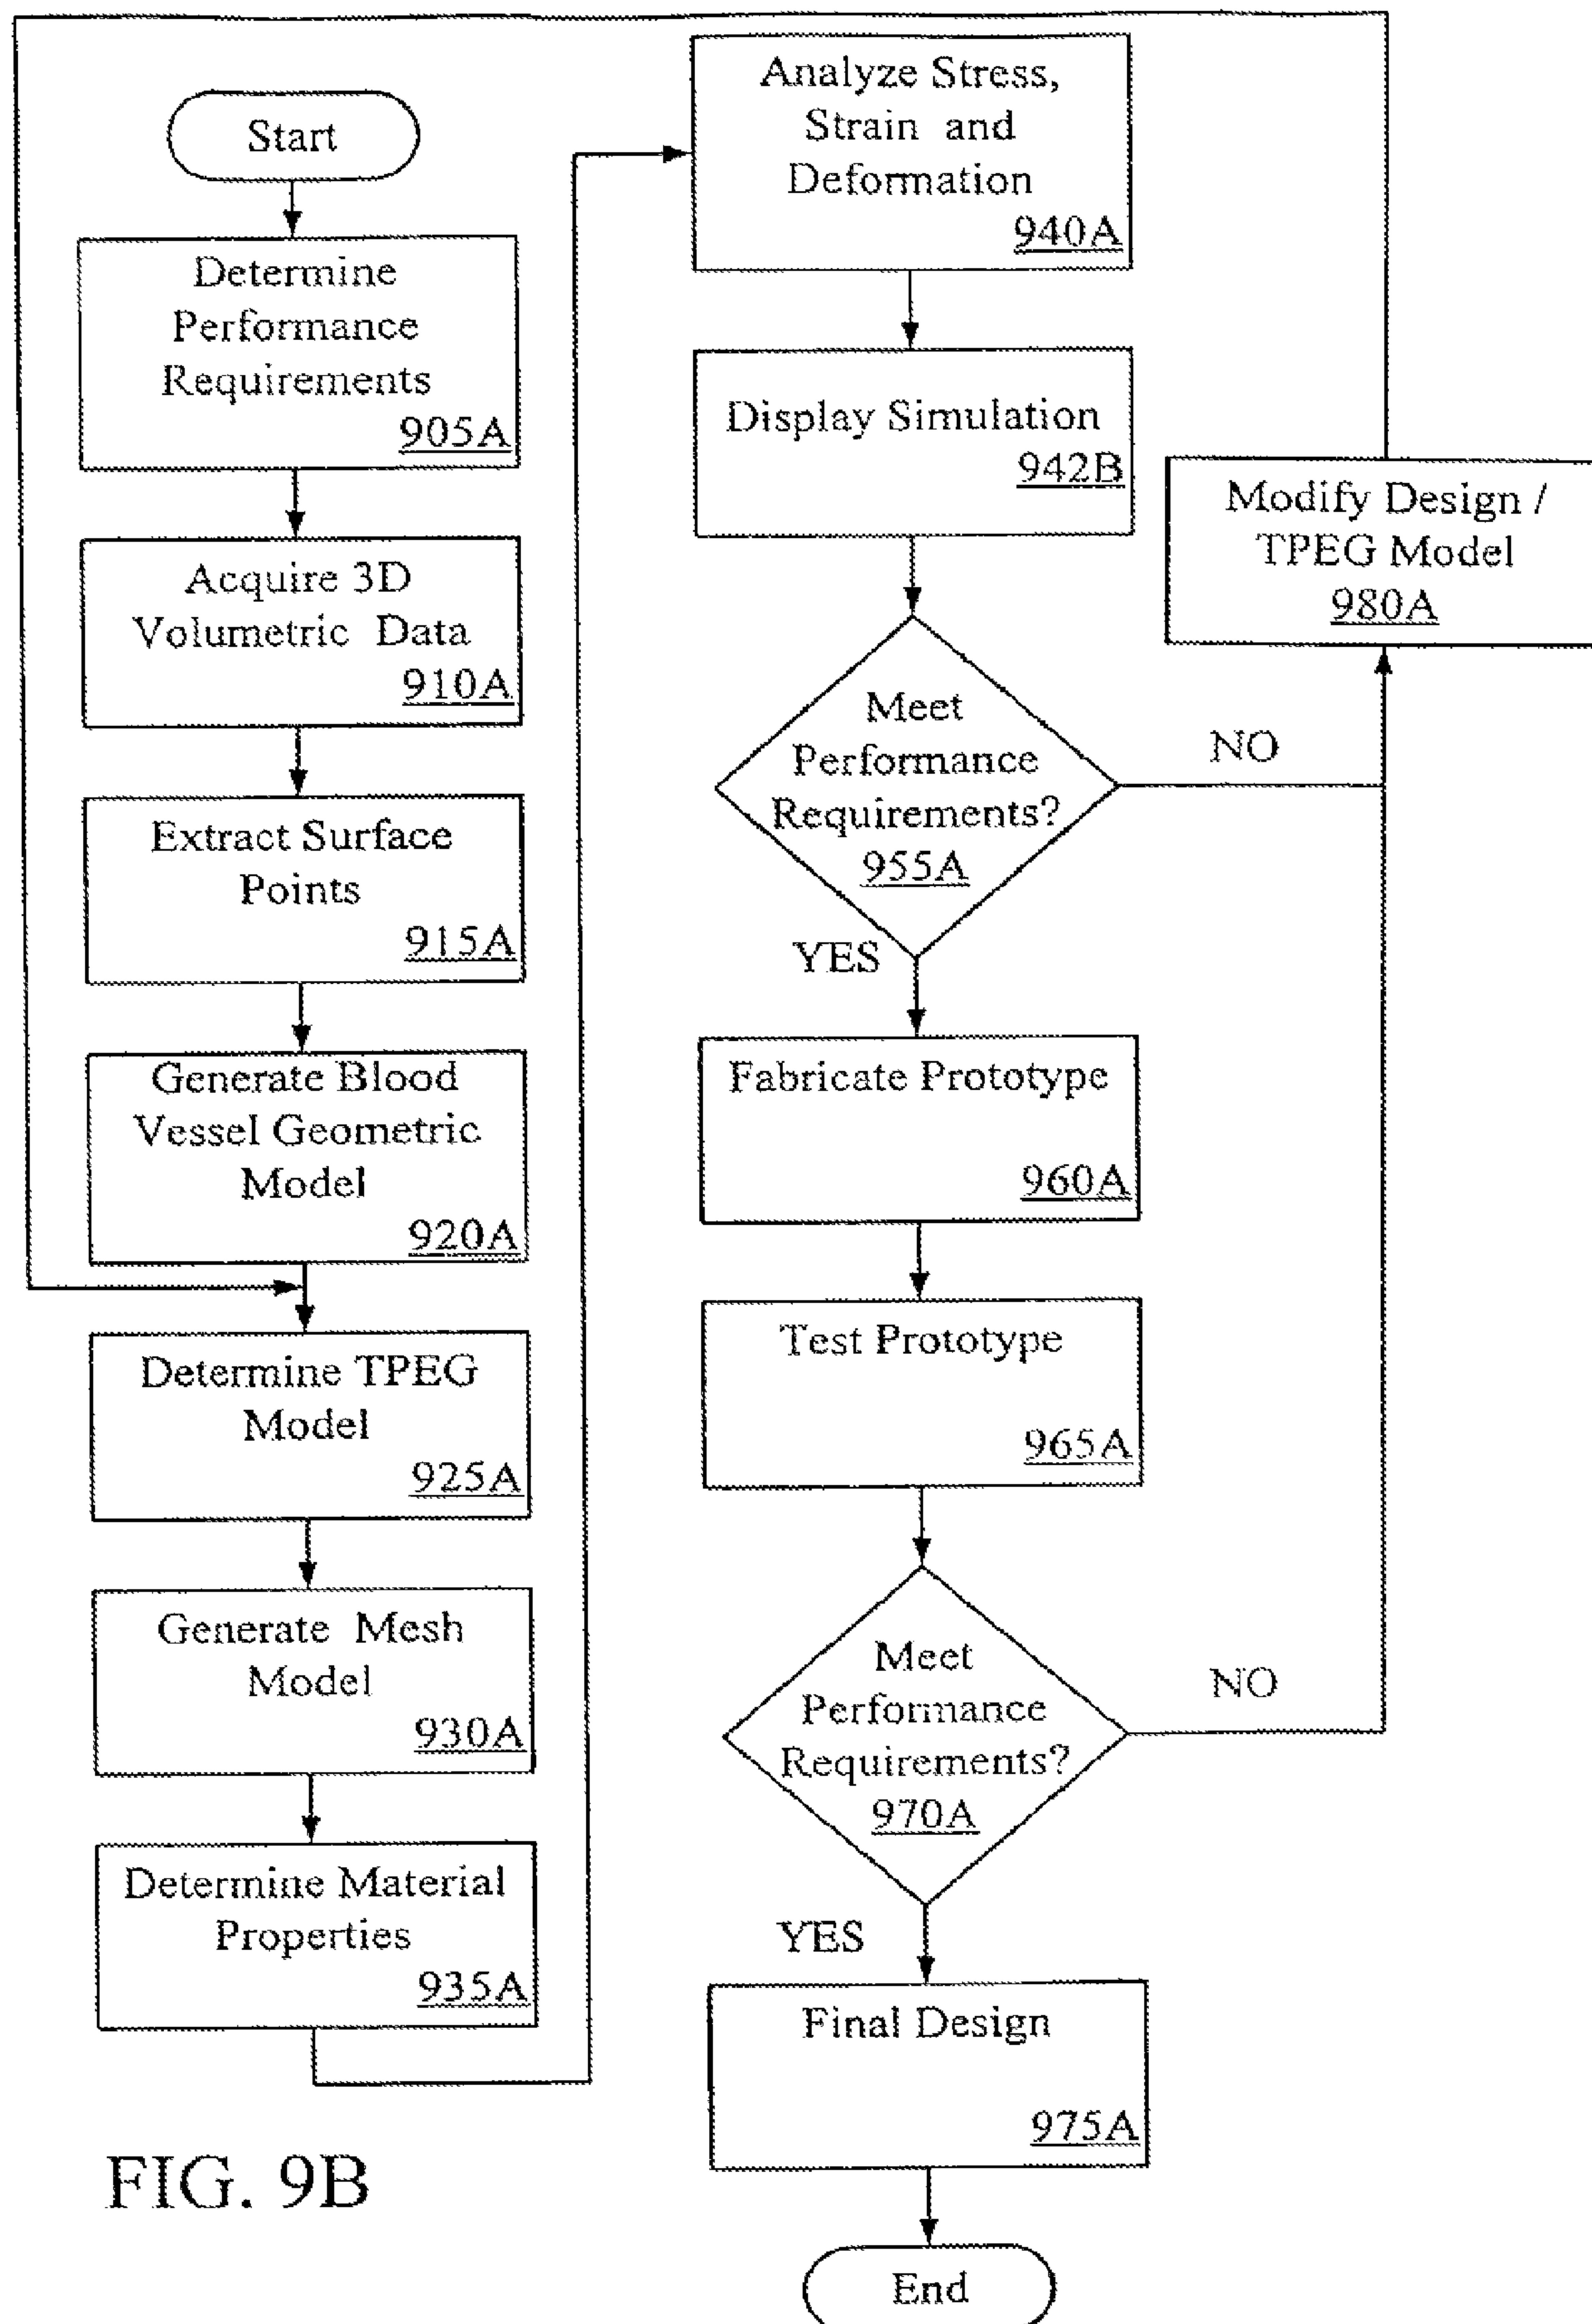 Start
Determine
Performance
Requirements
905A
Acquire 3D
Volumetric Data
910A
Extract Surface
Points
915A
Generate Blood
Vessel Geometric
Model
920A
Determine TPEG
Model
925A
Generate Mesh
Model
930A
Determine Material
Properties
935A
Analyze Stress,
Strain and
Deformation
940A
Display Simulation
942B
Meet
Performance
Requirements?
955A
NO
YES
Modify Design /
TPEG Model
980A
Fabricate Prototype
960A
Test Prototype
965A
Meet
Performance
Requirements?
970A
NO
YES
Final Design
975A
End
FIG. 9B